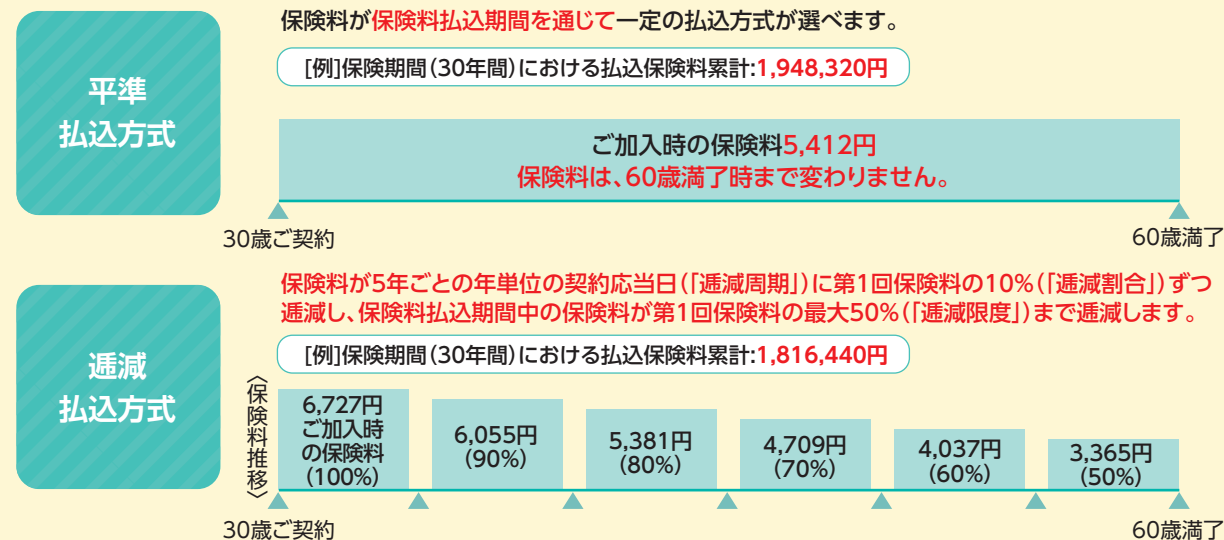 平準
払込方式
保険料が保険料払込期間を通じて一定の払込方式が選べます。
[例]保険期間(30年間)における払込保険料累計:1,948,320円
ご加入時の保険料5,412円
保険料は、60歳満了時まで変わりません。
30歳ご契約
60歳満了
逓減
払込方式
保険料が5年ごとの年単位の契約応当日(「逓減周期」)に第1回保険料の10%(「逓減割合」)ずつ
逓減し、保険料払込期間中の保険料が第1回保険料の最大50%(「逓減限度」)まで逓減します。
[例]保険期間(30年間)における払込保険料累計:1,816,440円
〈保険料推移〉
6,727円
ご加入時
の保険料
(100%)
6,055円
(90%)
5,381円
(80%)
4,709円
(70%)
4,037円
(60%)
3,365円
(50%)
30歳ご契約
60歳満了